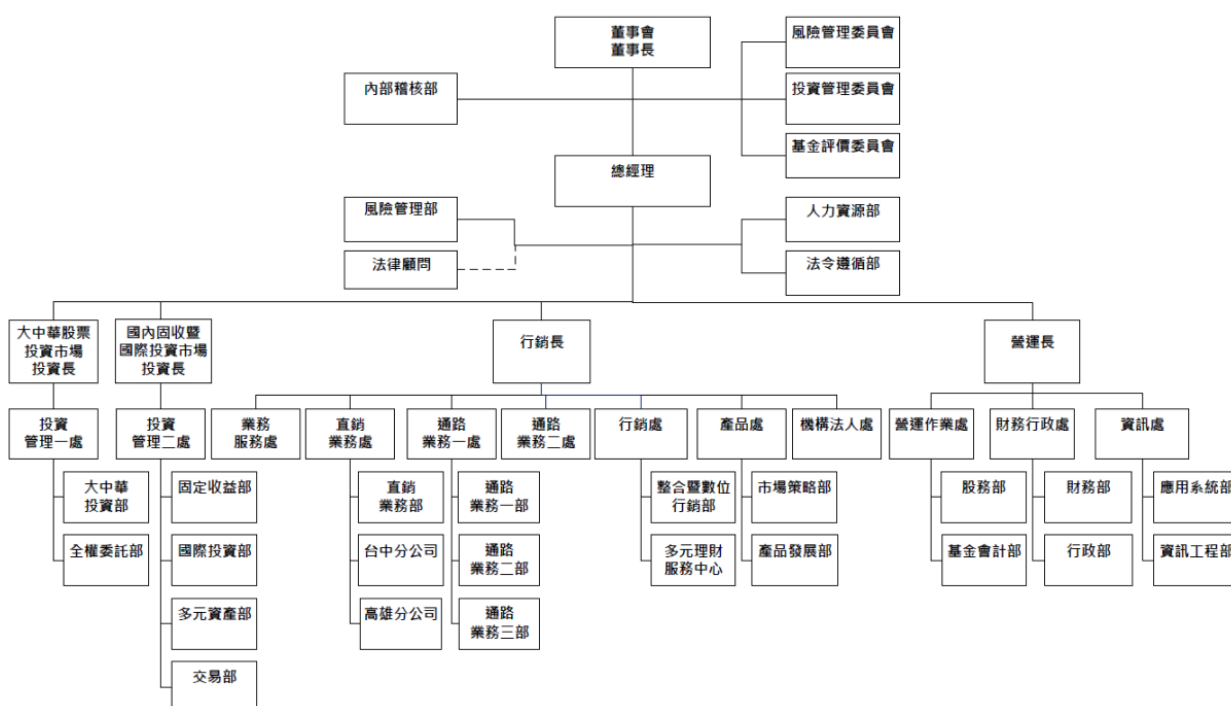 董事會
董事長
風險管理委員會
內部稽核部
投資管理委員會
基金評價委員會
總經理
風險管理部
人力資源部
法律顧問
法令遵循部
大中華股票
投資市場
投資長
國內固收暨
國際投資市場
投資長
行銷長
營運長
投資
管理一處
投資
管理二處
業務
服務處
直銷
業務處
通路
業務一處
通路
業務二處
行銷處
產品處
機構法人處
營運作業處
財務行政處
資訊處
大中華
投資部
固定收益部
直銷
業務部
通路
業務一部
整合暨數位
行銷部
市場策略部
股務部
財務部
應用系統部
全權委託部
國際投資部
台中分公司
通路
業務二部
多元理財
服務中心
產品發展部
基金會計部
行政部
資訊工程部
多元資產部
高雄分公司
通路
業務三部
交易部